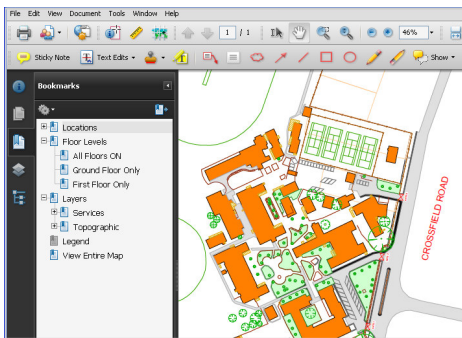 File Edit View Document Tools Window Help
1 / 1 46%
Sticky Note Text Edits Show
Bookmarks
Locations
Floor Levels
All Floors ON
Ground Floor Only
First Floor Only
Layers
Services
Topographic
Legend
View Entire Map
CROSSFIELD ROAD